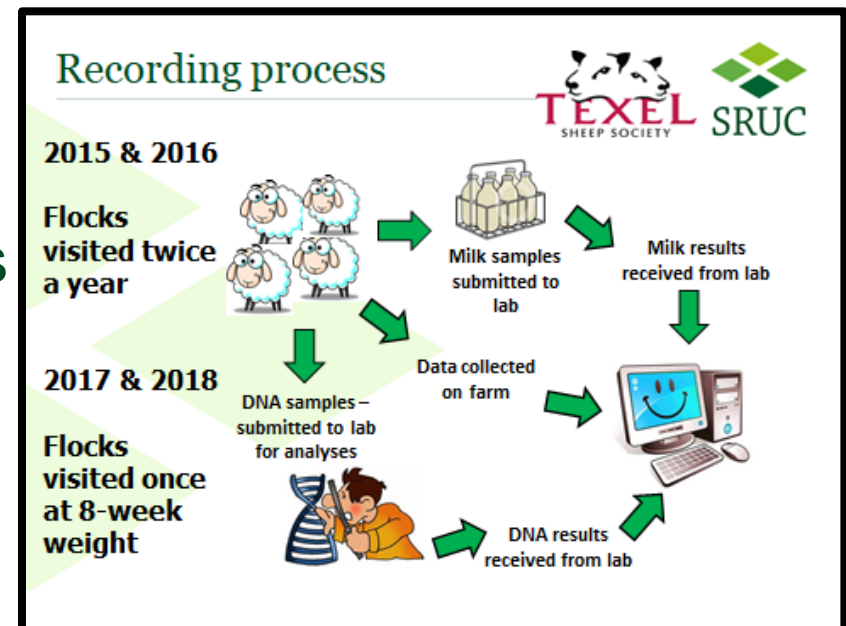 Recording process
TEXEL
SHEEP SOCIETY
SRUC
2015 & 2016
Flocks
visited twice
a year
s
2017 & 2018
Flocks
visited once
at 8-week
weight
Milk samples
submitted to
lab
Milk results
received from lab
Data collected
on farm
DNA samples –
submitted to lab
for analyses
DNA results
received from lab